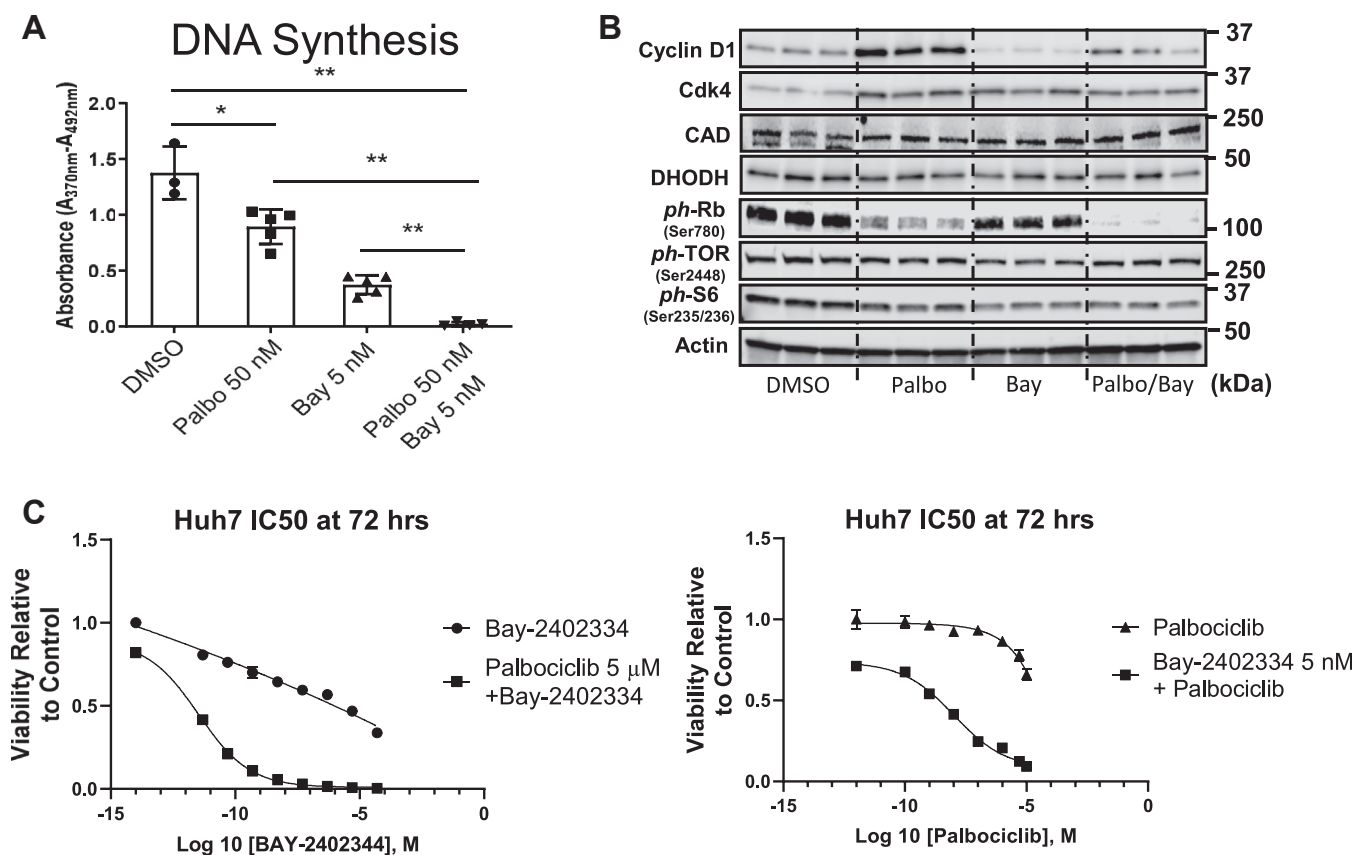 A
DNA Synthesis
**
*
**
**
2.0
1.5
1.0
0.5
0.0
Absorbance (A370nm-A492nm)
DMSO
Palbo 50 nM
Bay 5 nM
Palbo 50 nM
Bay 5 nM
B
Cyclin D1
37
Cdk4
37
CAD
250
DHODH
50
ph-Rb
(Ser780)
100
ph-TOR
(Ser2448)
250
ph-S6
(Ser235/236)
37
Actin
50
DMSO Palbo Bay Palbo/Bay (kDa)
C
Huh7 IC50 at 72 hrs
1.5
1.0
0.5
0.0
Viability Relative
to Control
-15 -10 -5 0
Log 10 [BAY-2402344], M
Bay-2402334
Palbociclib 5 μM
+Bay-2402334
Huh7 IC50 at 72 hrs
1.5
1.0
0.5
0.0
Viability Relative
to Control
-15 -10 -5 0
Log 10 [Palbociclib], M
Palbociclib
Bay-2402334 5 nM
+ Palbociclib